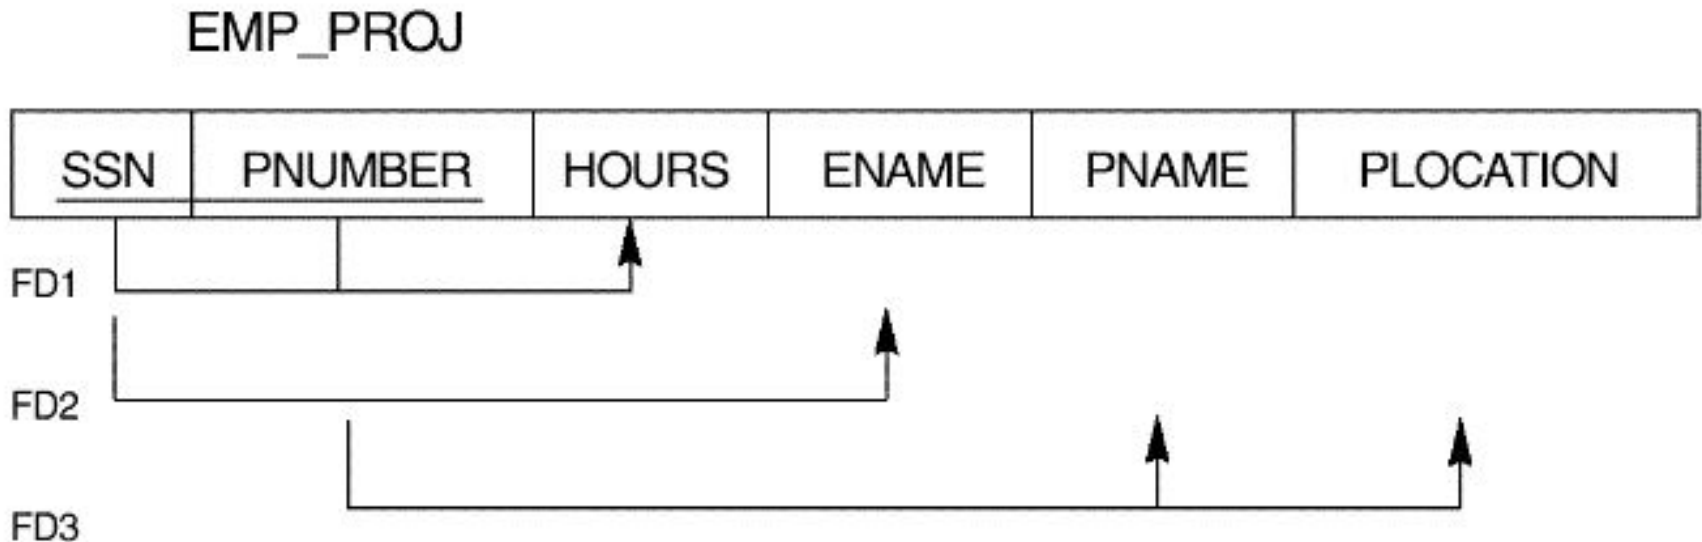 EMP_PROJ
SSN PNUMBER HOURS ENAME PNAME PLOCATION
FD1
FD2
FD3